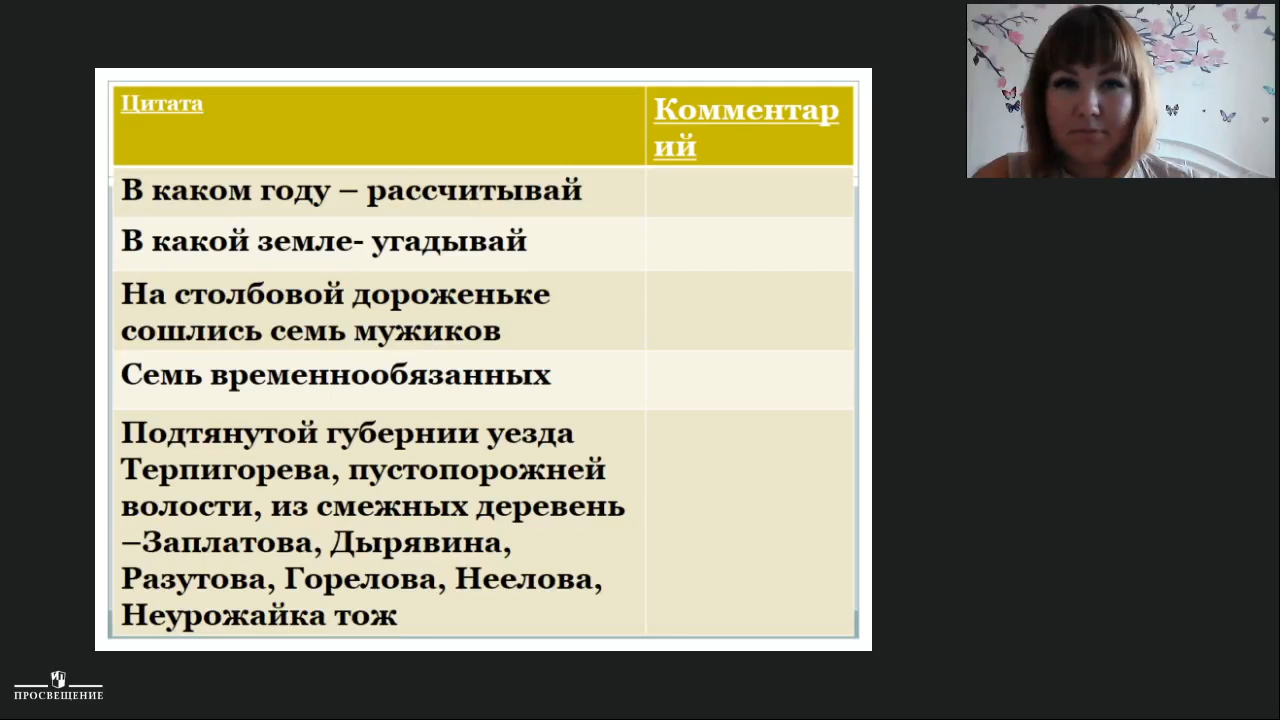 Цитата
Комментар
ий
В каком году – рассчитывай
В какой земле- угадывай
На столбовой дороженьке
сошлись семь мужиков
Семь временнообязанных
Подтянутой губернии уезда
Терпигорева, пустопорожней
волости, из смежных деревень
–Заплатова, Дырявина,
Разутова, Горелова, Неелова,
Неурожайка тож
ПРОСВЕЩЕНИЕ